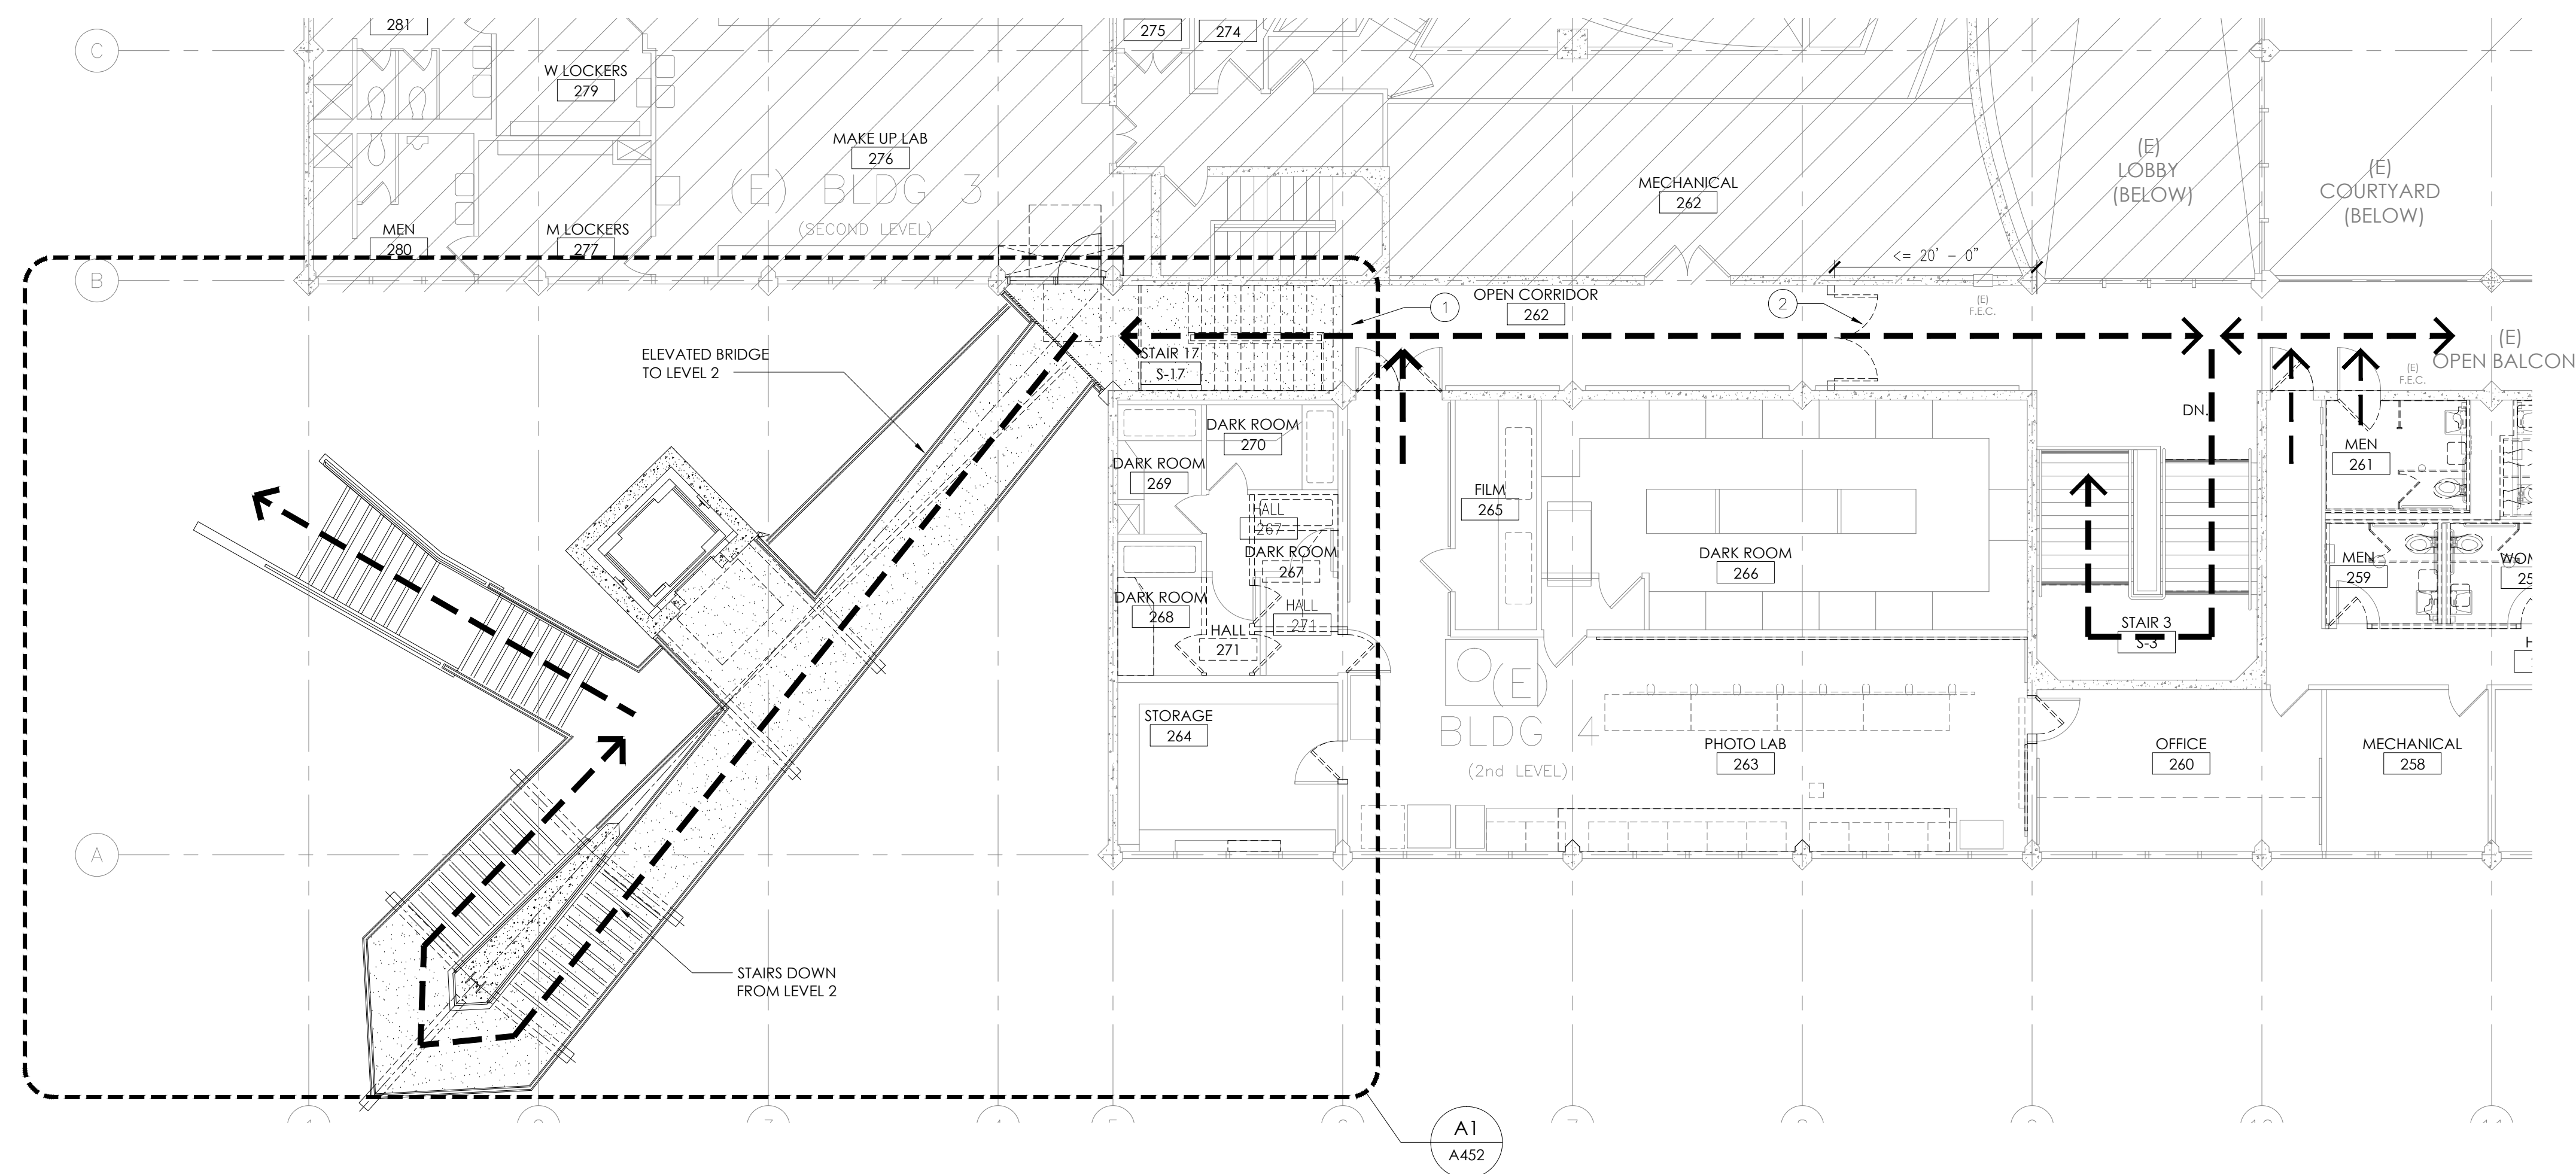 281
275
274
C
W LOCKERS
279
MAKE UP LAB
276
(E) BLDG 3
(SECOND LEVEL)
MECHANICAL
262
(E)
LOBBY
(BELOW)
(E)
COURTYARD
(BELOW)
MEN
280
M LOCKERS
277
<= 20' - 0"
B
OPEN CORRIDOR
262
1
2
(E)
F.E.C.
(E)
OPEN BALCON
ELEVATED BRIDGE
TO LEVEL 2
STAIR 17
S-17
(E)
F.E.C.
DN.
DARK ROOM
270
MEN
261
DARK ROOM
269
FILM
265
HALL
267
DARK ROOM
267
DARK ROOM
266
MEN
259
DARK ROOM
268
HALL
271
HALL
271
STAIR 3
S-3
STORAGE
264
(E)
BLDG 4
(2nd LEVEL)
PHOTO LAB
263
OFFICE
260
MECHANICAL
258
A
STAIRS DOWN
FROM LEVEL 2
A1
A452